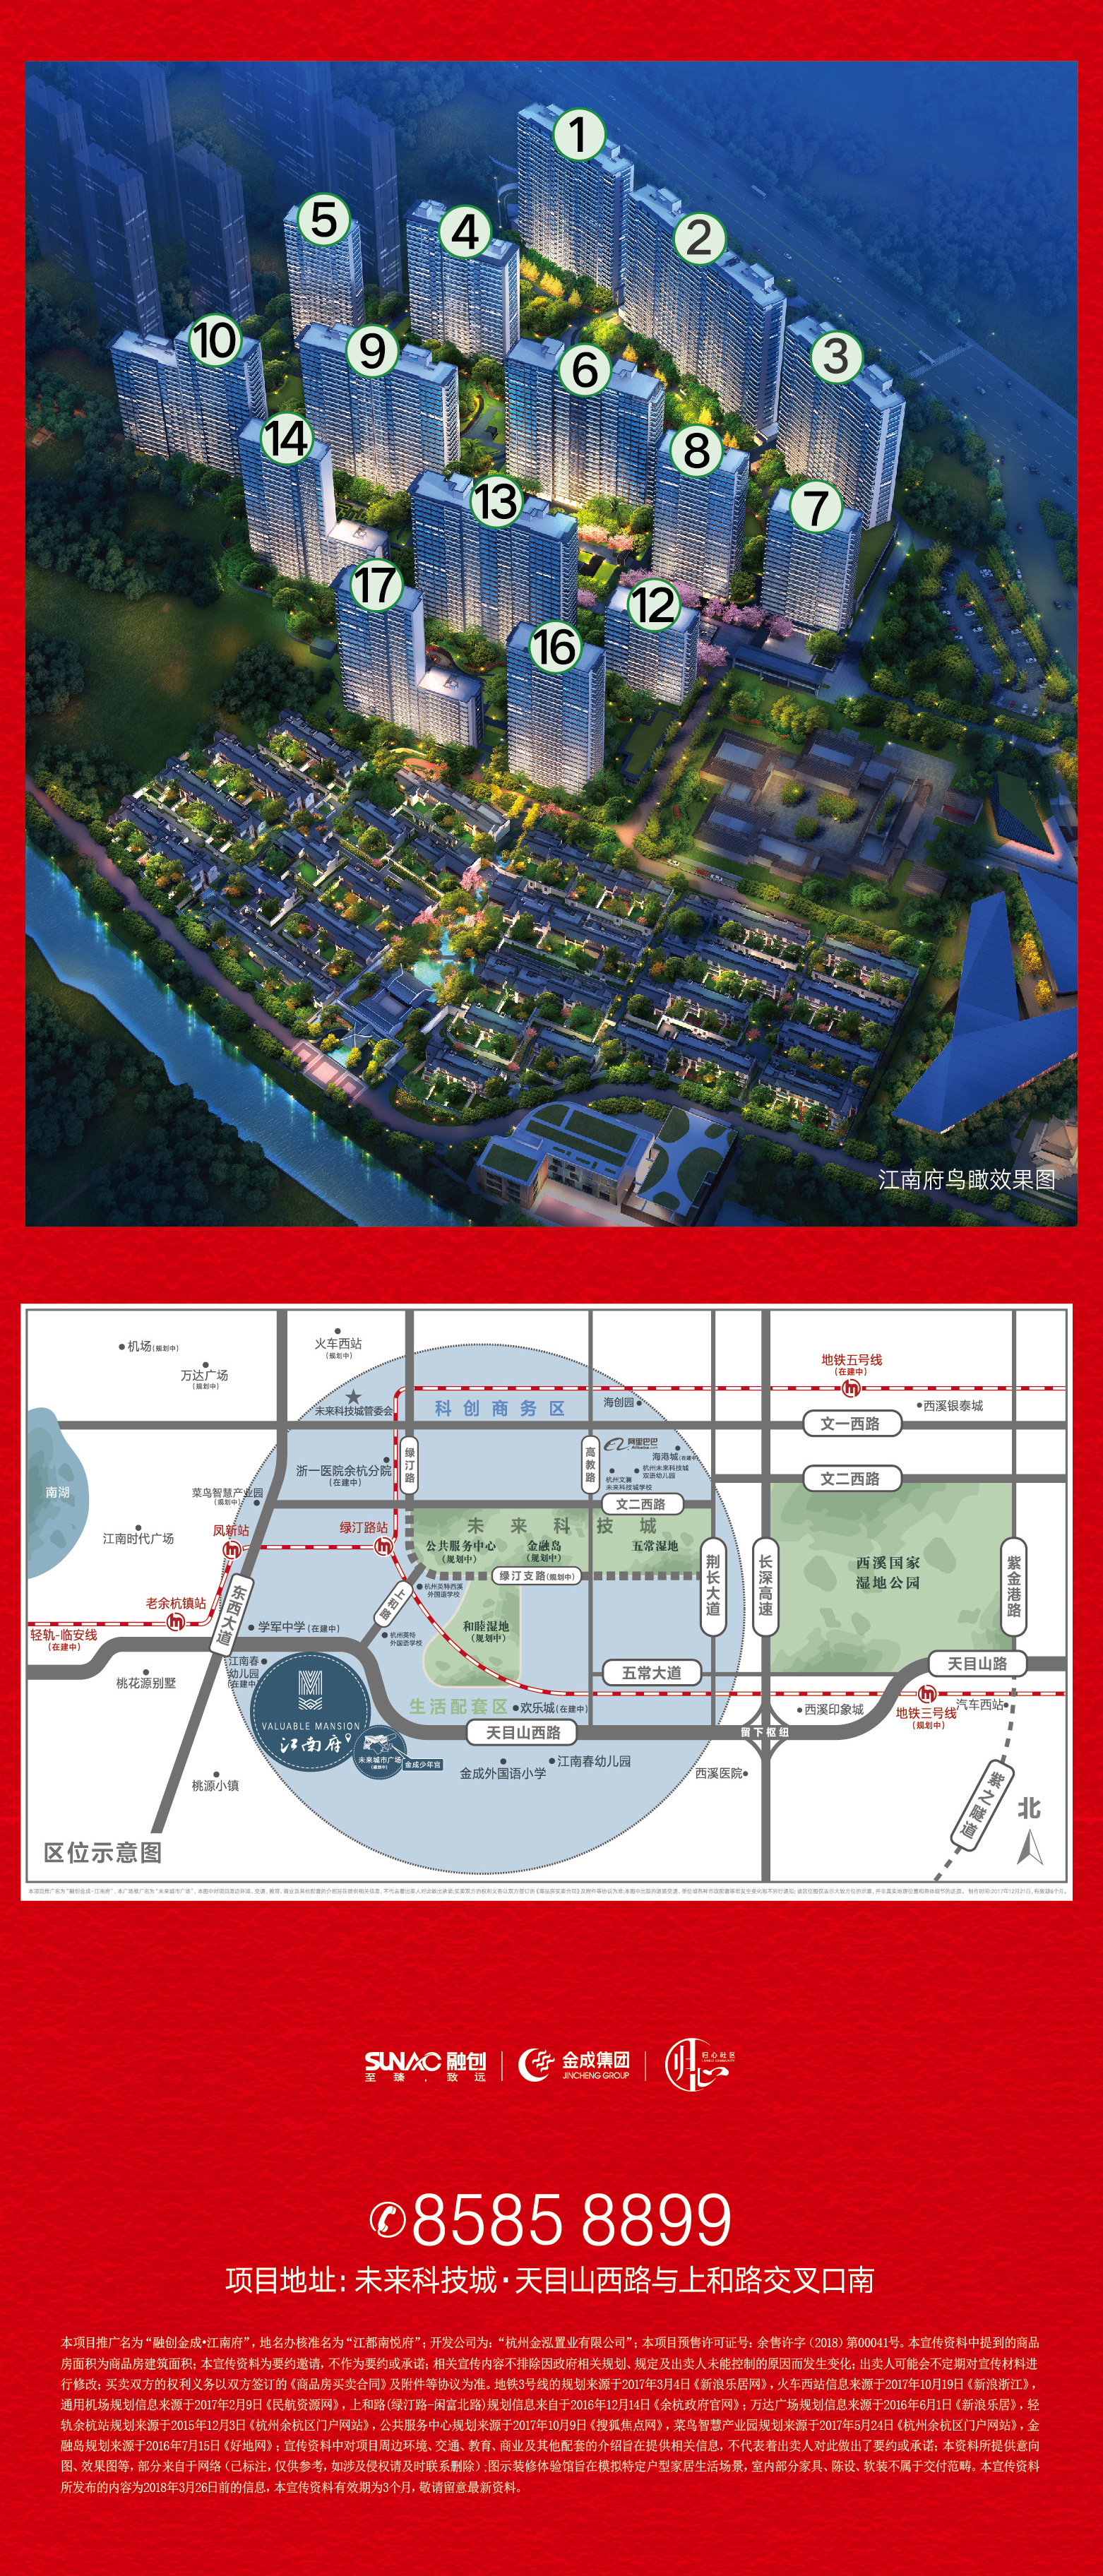 1
2
5
4
3
10
9
6
14
8
13
7
17
12
16
江南府鸟瞰效果图
机场(规划中)
火车西站
(规划中)
万达广场
(规划中)
地铁五号线
(在建中)
未来科技城管委会
科创商务区
海创园
西溪银泰城
文一西路
绿汀路
高教路
阿里巴巴
Alibaba.com
海港城(在建中)
浙一医院余杭分院
(在建中)
杭州未来科技城
双语幼儿园
杭州文翼
未来科技城学校
文二西路
南湖
菜鸟智慧产业园
(规划中)
文二西路
江南时代广场
凤新站
绿汀路站
未来科技城
公共服务中心
(规划中)
金融岛
(规划中)
五常湿地
绿汀支路(规划中)
荆长大道
长深高速
西溪国家
湿地公园
紫金港路
东西大道
上和路
杭州英特西溪
外国语学校
老余杭镇站
轻轨-临安线
(在建中)
学军中学(在建中)
杭州英特
外国语学校
和睦湿地
(规划中)
江南春
幼儿园
(在建中)
桃花源别墅
五常大道
天目山路
VALUABLE MANSION
江南府
生活配套区
欢乐城(在建中)
西溪印象城
地铁三号线
(规划中)
汽车西站
天目山西路
留下枢纽
未来城市广场
(建设中)
金成少年宫
金成外国语小学
江南春幼儿园
西溪医院
桃源小镇
紫之隧道
北
区位示意图
SUNAC 融创
至臻,致远
金成集团
JINCHENG GROUP
归心
归心社区
8585 8899
项目地址：未来科技城·天目山西路与上和路交叉口南
本项目推广名为“融创金成•江南府”，地名办核准名为“江都南悦府”；开发公司为：“杭州金泓置业有限公司”；本项目预售许可证号：余售许字（2018）第00041号。本宣传资料中提到的商品
房面积为商品房建筑面积；本宣传资料为要约邀请，不作为要约或承诺；相关宣传内容不排除因政府相关规划、规定及出卖人未能控制的原因而发生变化；出卖人可能会不定期对宣传材料进
行修改；买卖双方的权利义务以双方签订的《商品房买卖合同》及附件等协议为准。地铁3号线的规划来源于2017年3月4日《新浪乐居网》，火车西站信息来源于2017年10月19日《新浪浙江》，
通用机场规划信息来源于2017年2月9日《民航资源网》，上和路(绿汀路-闲富北路)规划信息来自于2016年12月14日《余杭政府官网》；万达广场规划信息来源于2016年6月1日《新浪乐居》，轻
轨余杭站规划来源于2015年12月3日《杭州余杭区门户网站》，公共服务中心规划来源于2017年10月9日《搜狐焦点网》，菜鸟智慧产业园规划来源于2017年5月24日《杭州余杭区门户网站》，金
融岛规划来源于2016年7月15日《好地网》；宣传资料中对项目周边环境、交通、教育、商业及其他配套的介绍旨在提供相关信息，不代表着出卖人对此做出了要约或承诺；本资料所提供意向
图、效果图等，部分来自于网络（已标注，仅供参考，如涉及侵权请及时联系删除）；图示装修体验馆旨在模拟特定户型家居生活场景，室内部分家具、陈设、软装不属于交付范畴。本宣传资料
所发布的内容为2018年3月26日前的信息，本宣传资料有效期为3个月，敬请留意最新资料。